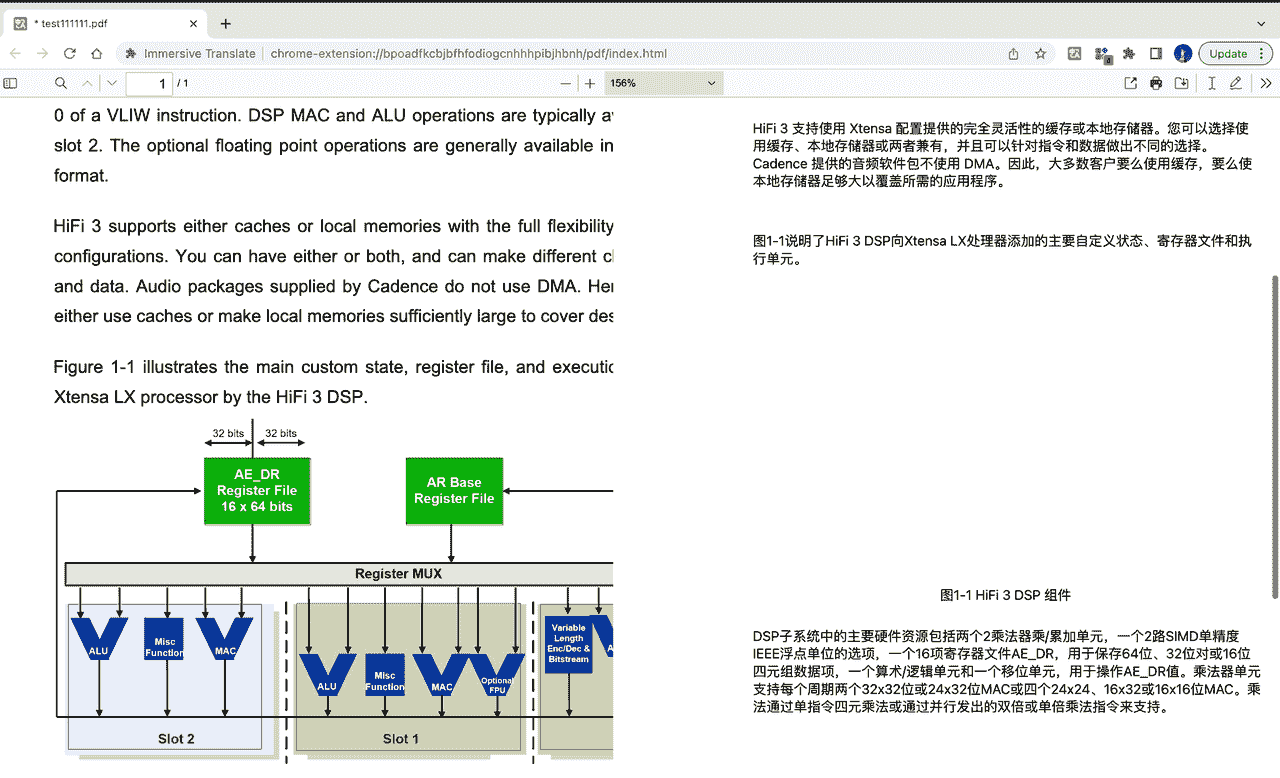 * test111111.pdf
Immersive Translate
chrome-extension://bpoadfkcbjbfhfodiogcnhhhpibjhbnh/pdf/index.html
Update
1 / 1
156%
0 of a VLIW instruction. DSP MAC and ALU operations are typically
slot 2. The optional floating point operations are generally available in
format.
HiFi 3 supports either caches or local memories with the full flexibility
configurations. You can have either or both, and can make different
and data. Audio packages supplied by Cadence do not use DMA.
either use caches or make local memories sufficiently large to cover
Figure 1-1 illustrates the main custom state, register file, and
Xtensa LX processor by the HiFi 3 DSP.
32 bits 32 bits
AE_DR
Register File
16 x 64 bits
AR Base
Register File
Register MUX
ALU
Misc
Function
MAC
ALU
Misc
Function
MAC
Optional
FPU
Variable
Length
Enc/Dec &
Bitstream
Slot 2
Slot 1
HiFi 3 支持使用 Xtensa 配置提供的完全灵活性的缓存或本地存储器。您可以选择使
用缓存、本地存储器或两者兼有，并且可以针对指令和数据做出不同的选择。
Cadence 提供的音频软件包不使用 DMA。因此，大多数客户要么使用缓存，要么使
本地存储器足够大以覆盖所需的应用程序。
图1-1说明了HiFi 3 DSP向Xtensa LX处理器添加的主要自定义状态、寄存器文件和执
行单元。
图1-1 HiFi 3 DSP 组件
DSP子系统中的主要硬件资源包括两个2乘法器乘/累加单元，一个2路SIMD单精度
IEEE浮点单位的选项，一个16项寄存器文件AE_DR，用于保存64位、32位对或16位
四元组数据项，一个算术/逻辑单元和一个移位单元，用于操作AE_DR值。乘法器单元
支持每个周期两个32x32位或24x32位MAC或四个24x24、16x32或16x16位MAC。乘
法通过单指令四元乘法或通过并行发出的双倍或单倍乘法指令来支持。